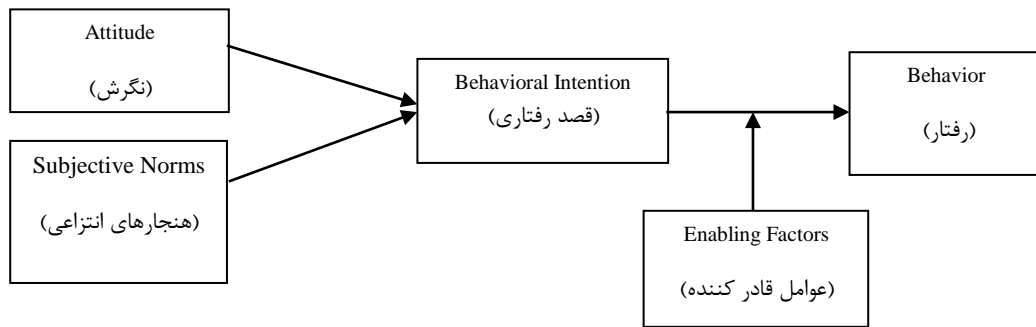 Attitude
(نگرش)
Subjective Norms
(هنجارهای انتزاعی)
Behavioral Intention
(قصد رفتاری)
Behavior
(رفتار)
Enabling Factors
(عوامل قادر کننده)